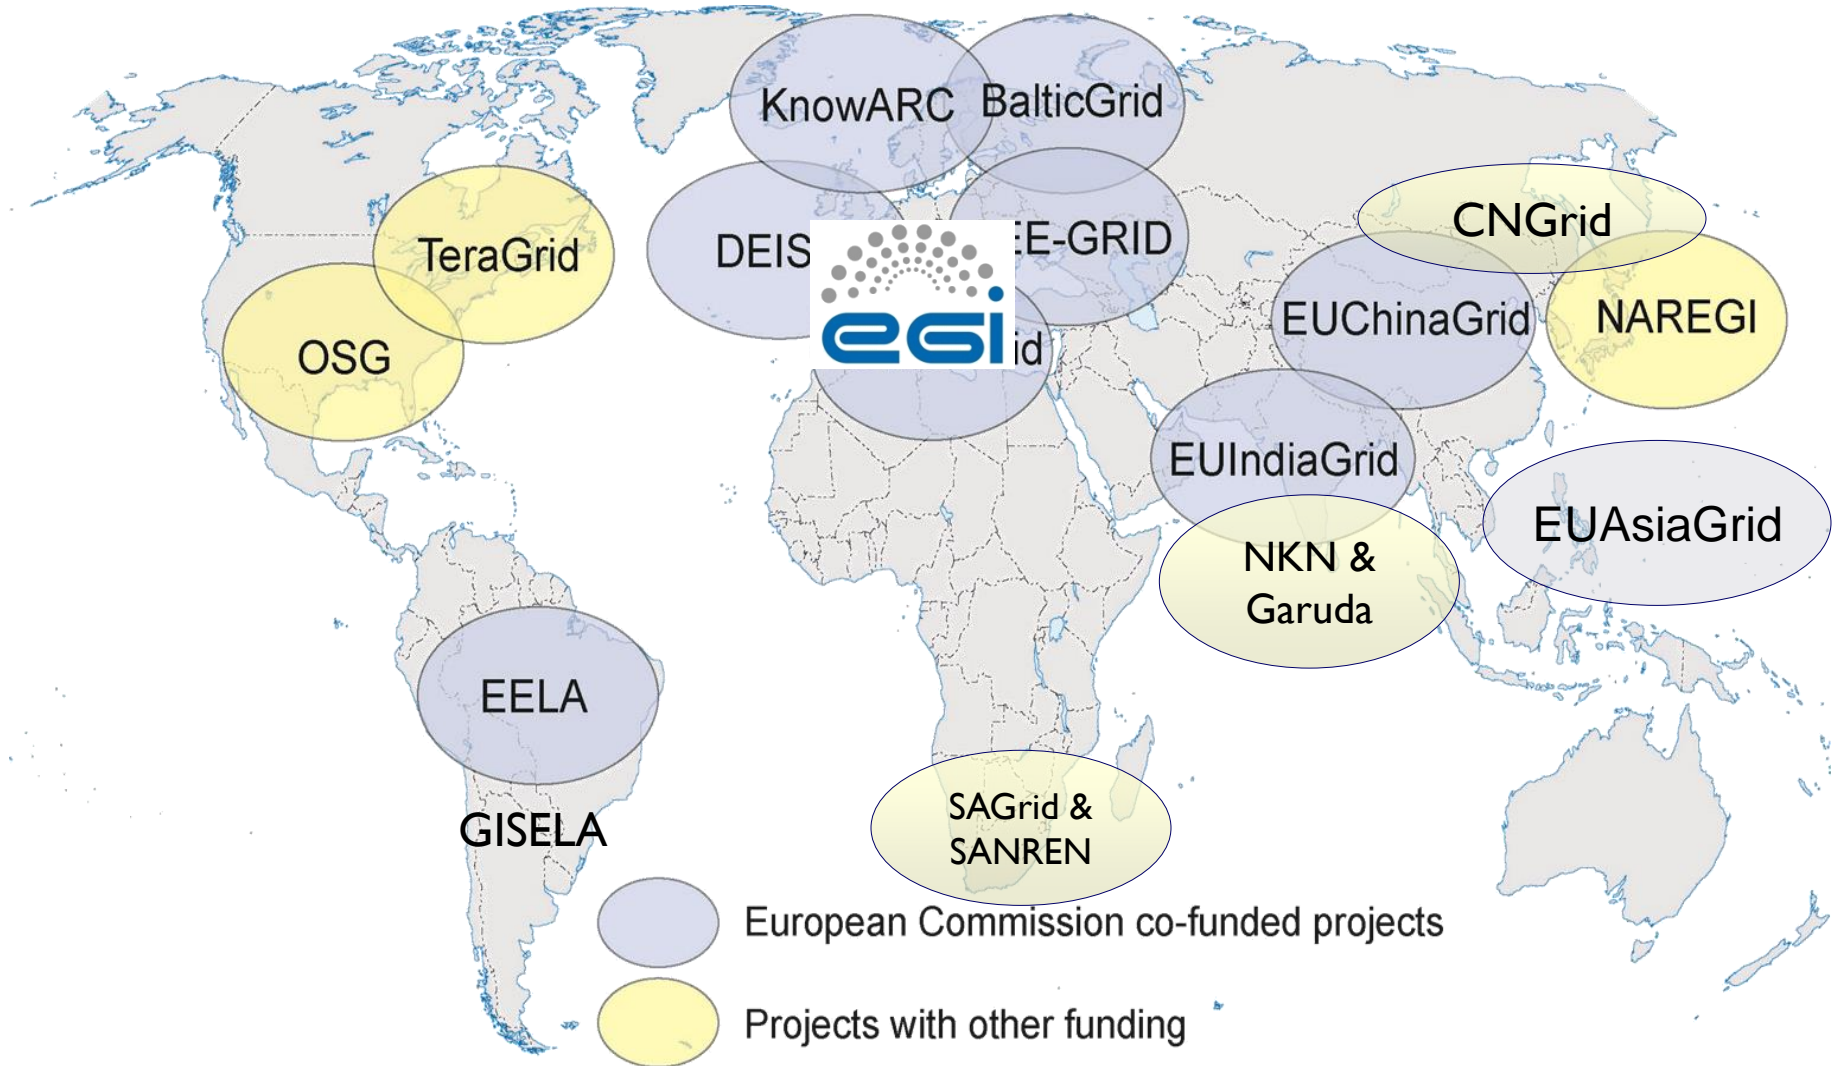 KnowARC
BalticGrid
TeraGrid
DEIS
EE-GRID
CNGrid
OSG
egi
id
EUChinaGrid
NAREGI
EUIndiaGrid
EUAsiaGrid
NKN &
Garuda
EELA
GISELA
SAGrid &
SANREN
European Commission co-funded projects
Projects with other funding